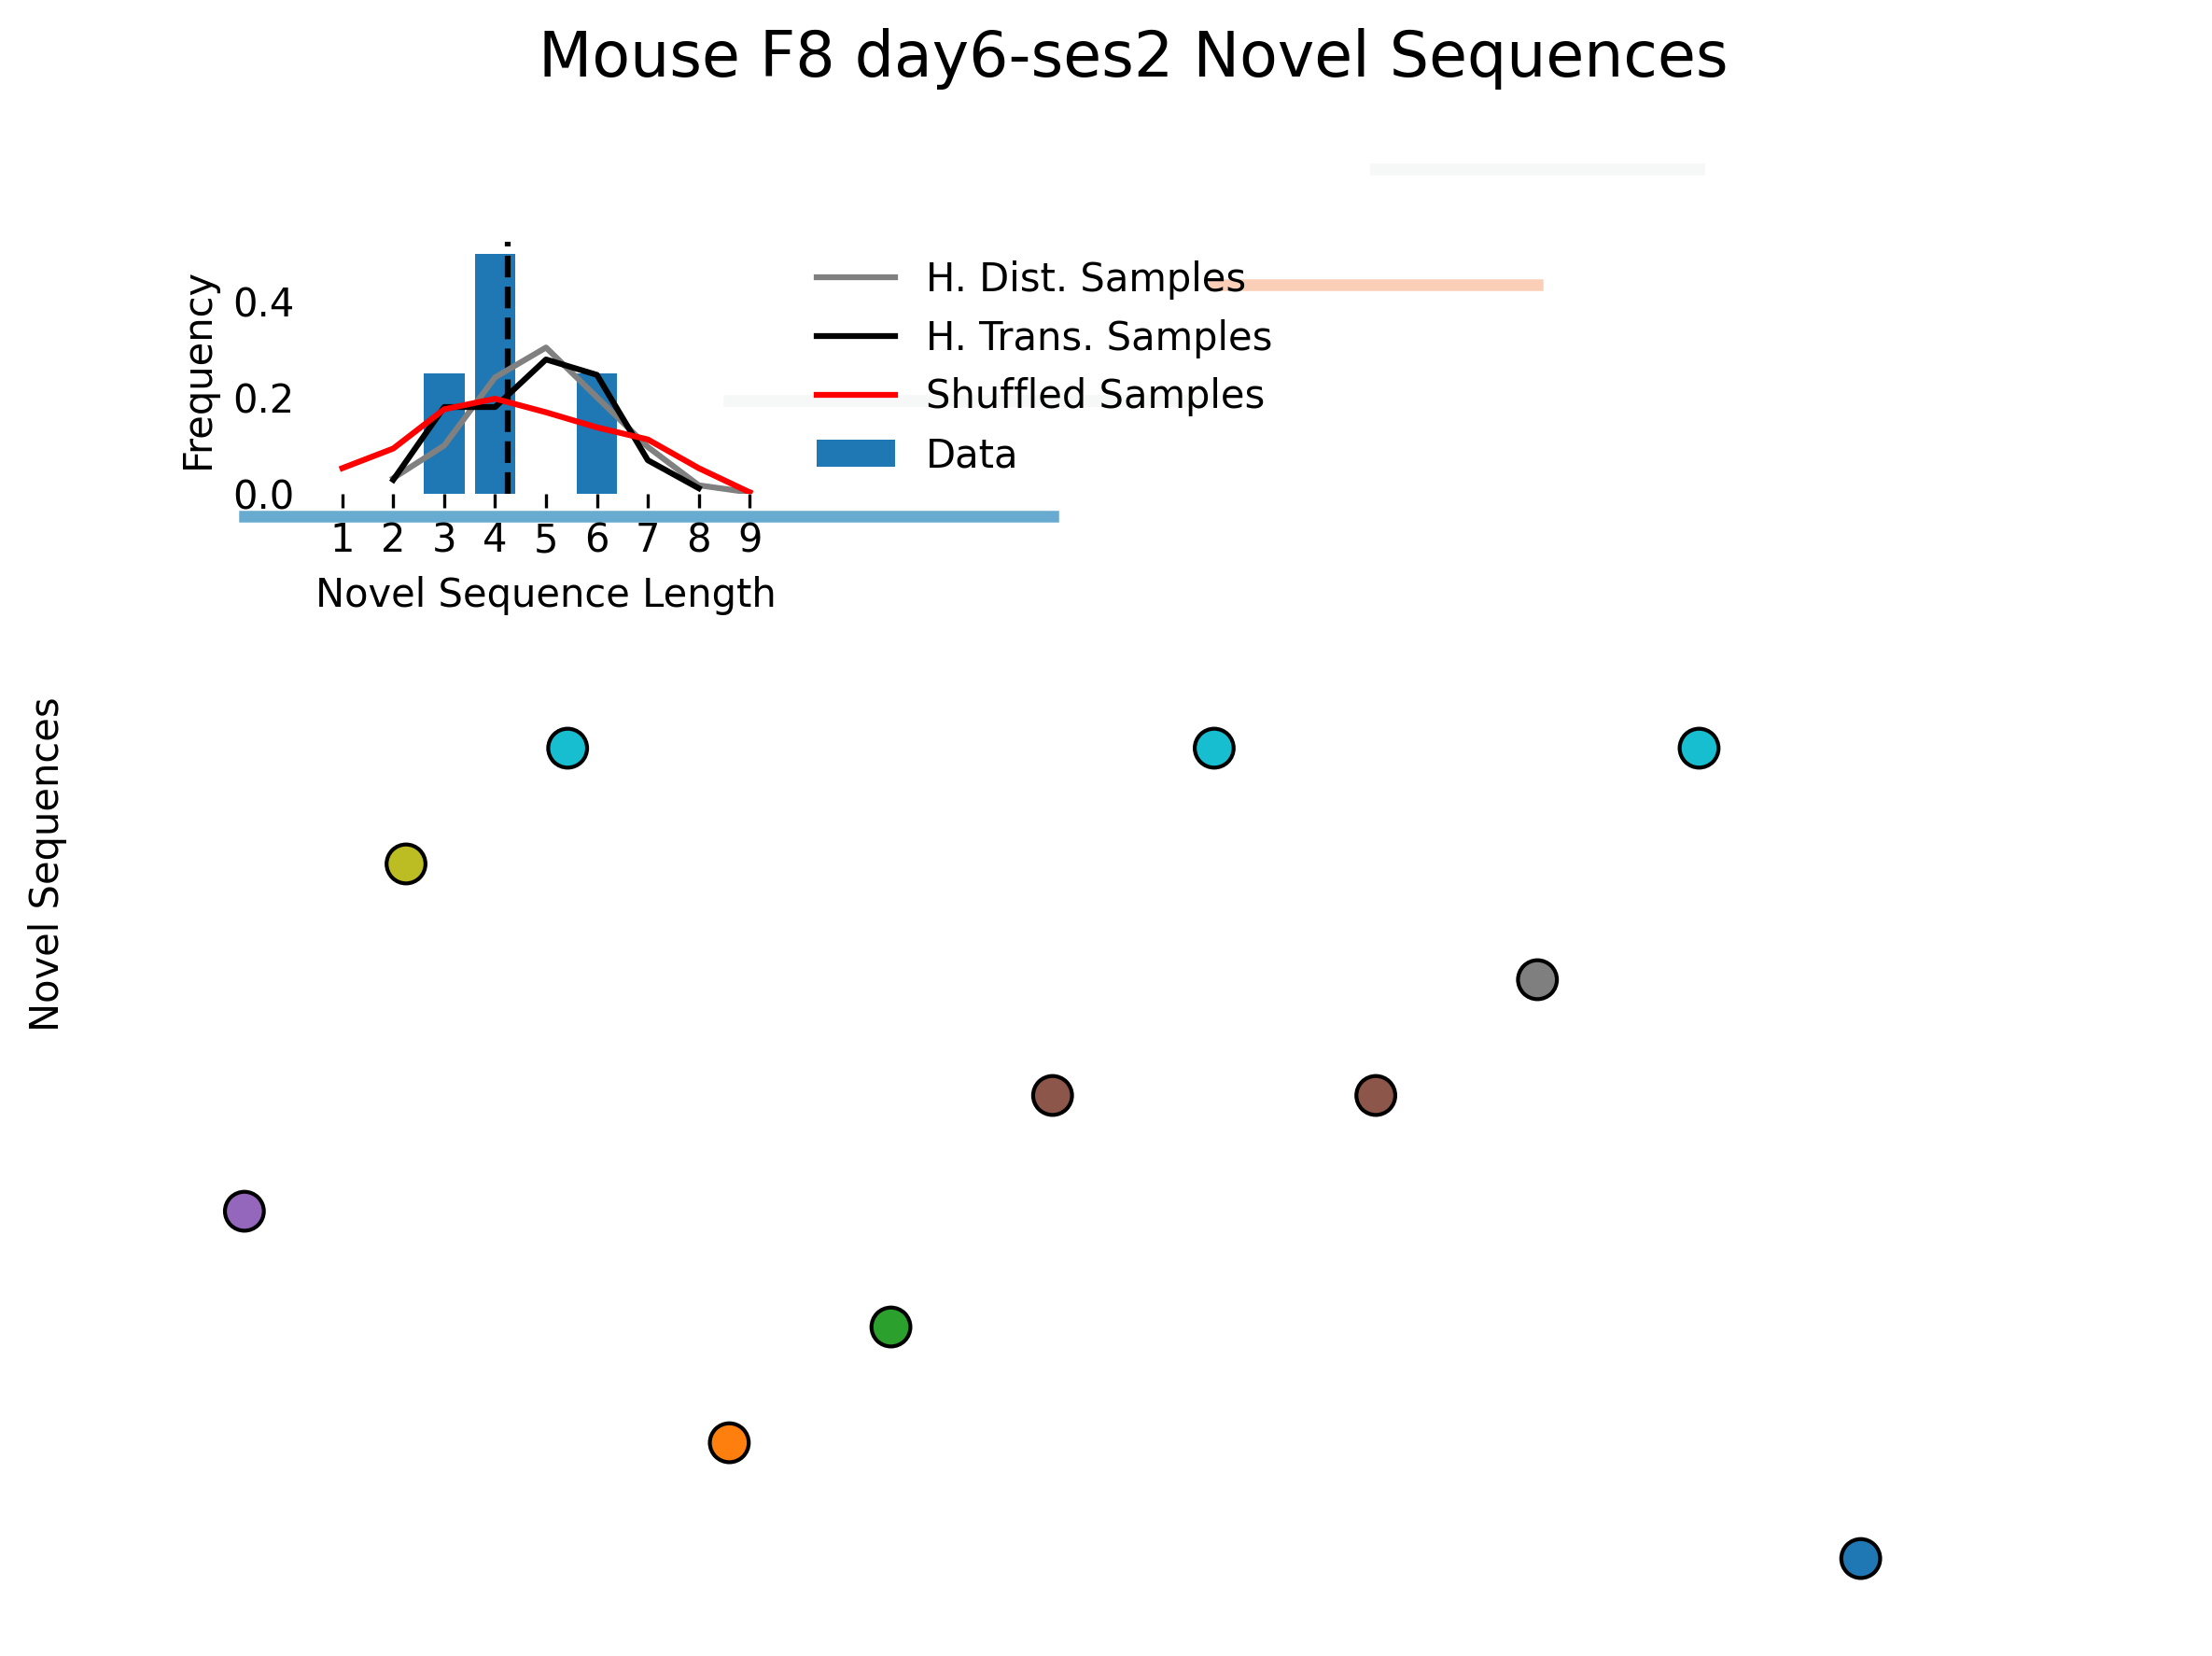 Mouse F8 day6-ses2 Novel Sequences
Frequency
0.4
0.2
0.0
1 2 3 4 5 6 7 8 9
Novel Sequence Length
H. Dist. Samples
H. Trans. Samples
Shuffled Samples
Data
Novel Sequences